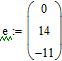 e := ( 0
14
-11 )